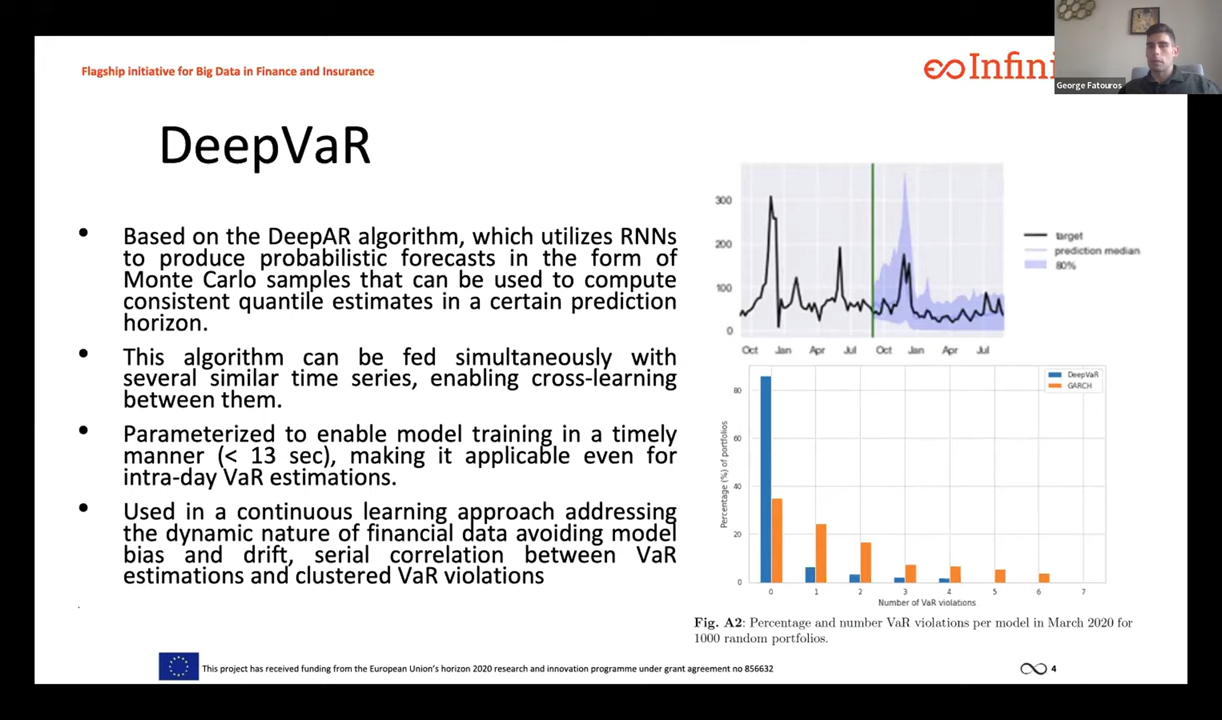 Flagship initiative for Big Data in Finance and Insurance
Infini
George Fatouros
DeepVaR
• Based on the DeepAR algorithm, which utilizes RNNs
to produce probabilistic forecasts in the form of
Monte Carlo samples that can be used to compute
consistent quantile estimates in a certain prediction
horizon.
• This algorithm can be fed simultaneously with
several similar time series, enabling cross-learning
between them.
• Parameterized to enable model training in a timely
manner (< 13 sec), making it applicable even for
intra-day VaR estimations.
• Used in a continuous learning approach addressing
the dynamic nature of financial data avoiding model
bias and drift, serial correlation between VaR
estimations and clustered VaR violations
.
300
200
100
0
Oct Jan Apr Jul Oct Jan Apr Jul
target
prediction median
80%
DeepVaR
GARCH
Percentage (%) of portfolios
80
60
40
20
0
0 1 2 3 4 5 6 7
Number of VaR violations
Fig. A2: Percentage and number VaR violations per model in March 2020 for
1000 random portfolios.
This project has received funding from the European Union's horizon 2020 research and innovation programme under grant agreement no 856632
4